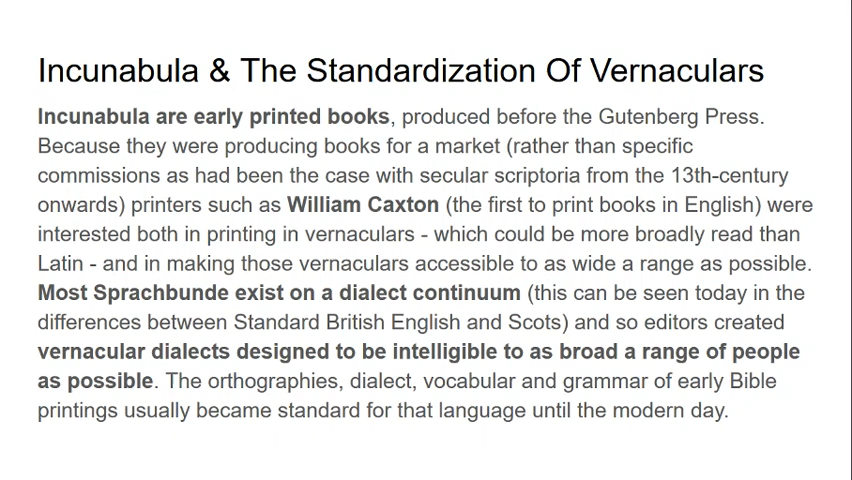 Incunabula & The Standardization Of Vernaculars
Incunabula are early printed books, produced before the Gutenberg Press.
Because they were producing books for a market (rather than specific
commissions as had been the case with secular scriptoria from the 13th-century
onwards) printers such as William Caxton (the first to print books in English) were
interested both in printing in vernaculars - which could be more broadly read than
Latin - and in making those vernaculars accessible to as wide a range as possible.
Most Sprachbunde exist on a dialect continuum (this can be seen today in the
differences between Standard British English and Scots) and so editors created
vernacular dialects designed to be intelligible to as broad a range of people
as possible. The orthographies, dialect, vocabular and grammar of early Bible
printings usually became standard for that language until the modern day.